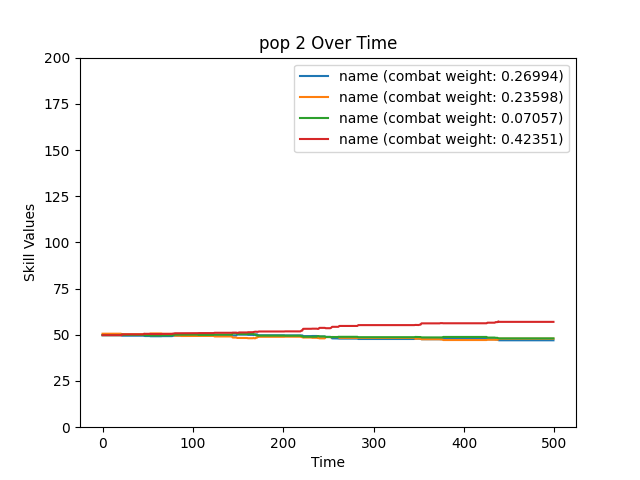 pop 2 Over Time
name (combat weight: 0.26994)
name (combat weight: 0.23598)
name (combat weight: 0.07057)
name (combat weight: 0.42351)
Skill Values
200
175
150
125
100
75
50
25
0
0 100 200 300 400 500
Time